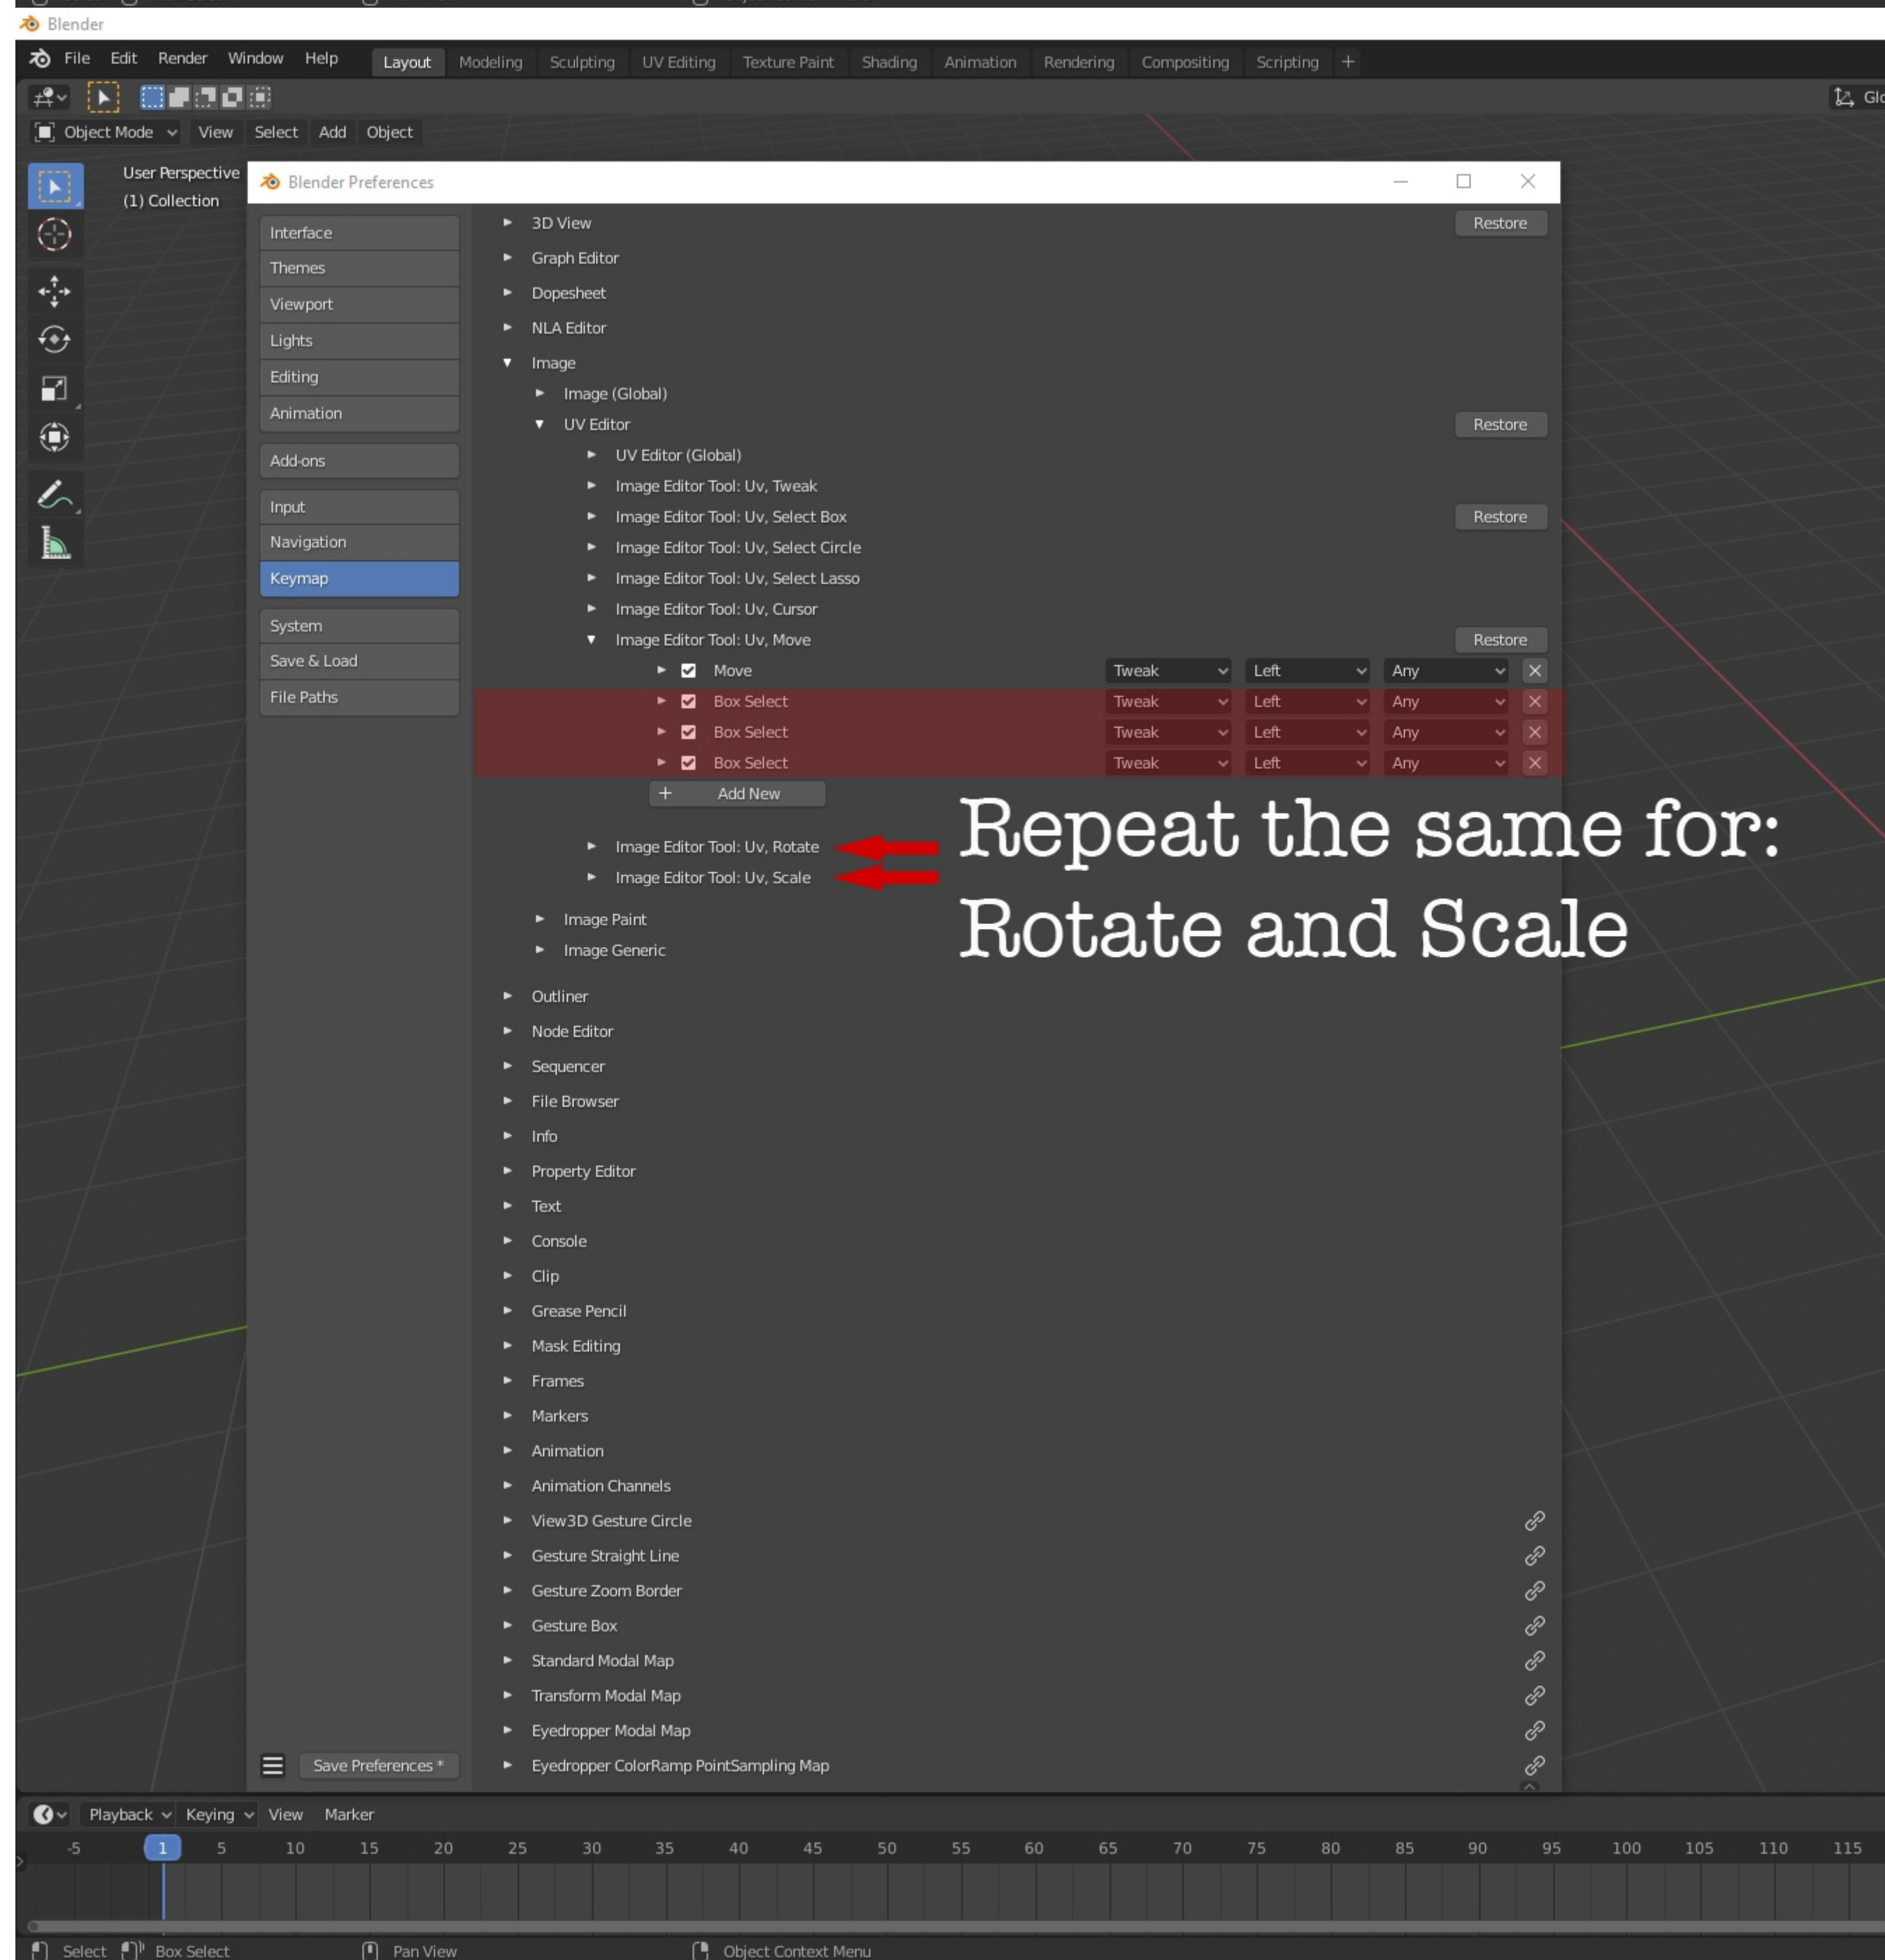 Blender
File Edit Render Window Help Layout Modeling Sculpting UV Editing Texture Paint Shading Animation Rendering Compositing Scripting +
Object Mode View Select Add Object
User Perspective
(1) Collection
Blender Preferences
Interface
Themes
Viewport
Lights
Editing
Animation
Add-ons
Input
Navigation
Keymap
System
Save & Load
File Paths
Save Preferences *
3D View Restore
Graph Editor
Dopesheet
NLA Editor
Image
Image (Global)
UV Editor Restore
UV Editor (Global)
Image Editor Tool: Uv, Tweak
Image Editor Tool: Uv, Select Box Restore
Image Editor Tool: Uv, Select Circle
Image Editor Tool: Uv, Select Lasso
Image Editor Tool: Uv, Cursor
Image Editor Tool: Uv, Move Restore
Move Tweak Left Any
Box Select Tweak Left Any
Box Select Tweak Left Any
Box Select Tweak Left Any
+ Add New
Image Editor Tool: Uv, Rotate
Image Editor Tool: Uv, Scale
Repeat the same for:
Rotate and Scale
Image Paint
Image Generic
Outliner
Node Editor
Sequencer
File Browser
Info
Property Editor
Text
Console
Clip
Grease Pencil
Mask Editing
Frames
Markers
Animation
Animation Channels
View3D Gesture Circle
Gesture Straight Line
Gesture Zoom Border
Gesture Box
Standard Modal Map
Transform Modal Map
Eyedropper Modal Map
Eyedropper ColorRamp PointSampling Map
Playback Keying View Marker
-5 1 5 10 15 20 25 30 35 40 45 50 55 60 65 70 75 80 85 90 95 100 105 110 115
Select Box Select Pan View Object Context Menu